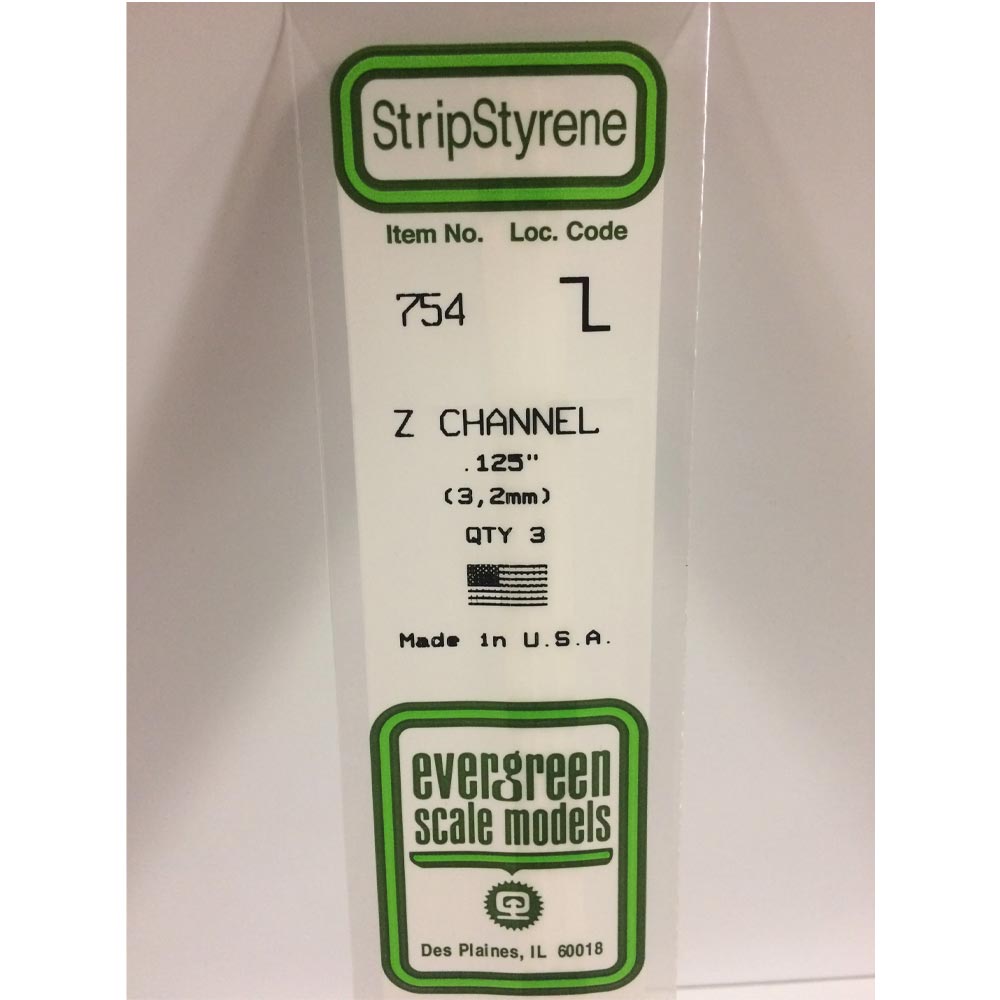 StripStyrene
Item No. Loc. Code
754
Z CHANNEL
.125"
(3,2mm)
QTY 3
Made in U.S.A.
evergreen
scale models
Des Plaines, IL 60018